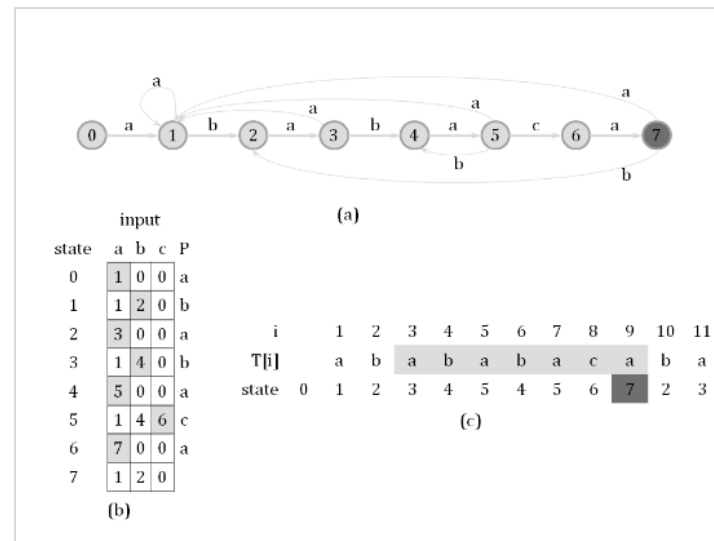 a a a a
0 a 1 b 2 a 3 b 4 a 5 c 6 a 7
b b
(a)
input
state a b c P
0 1 0 0 a
1 1 2 0 b
2 3 0 0 a
3 1 4 0 b
4 5 0 0 a
5 1 4 6 c
6 7 0 0 a
7 1 2 0
(b)
i 1 2 3 4 5 6 7 8 9 10 11
T[i] a b a b a b a c a b a
state 0 1 2 3 4 5 4 5 6 7 2 3
(c)